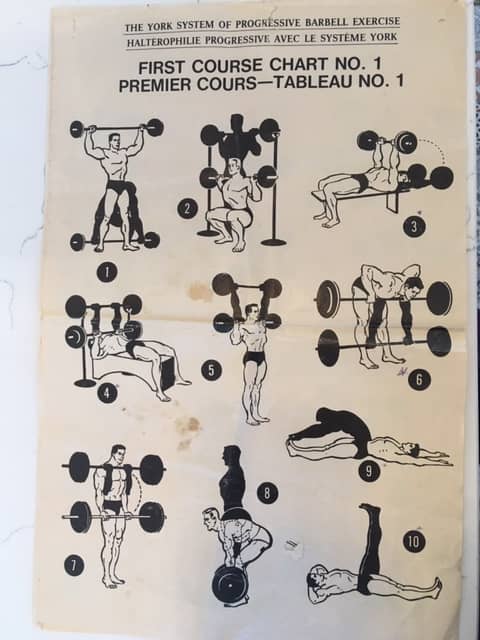 THE YORK SYSTEM OF PROGRESSIVE BARBELL EXERCISE
HALTÉROPHILIE PROGRESSIVE AVEC LE SYSTÈME YORK
FIRST COURSE CHART NO. 1
PREMIER COURS—TABLEAU NO. 1
1
2
3
4
5
6
7
8
9
10